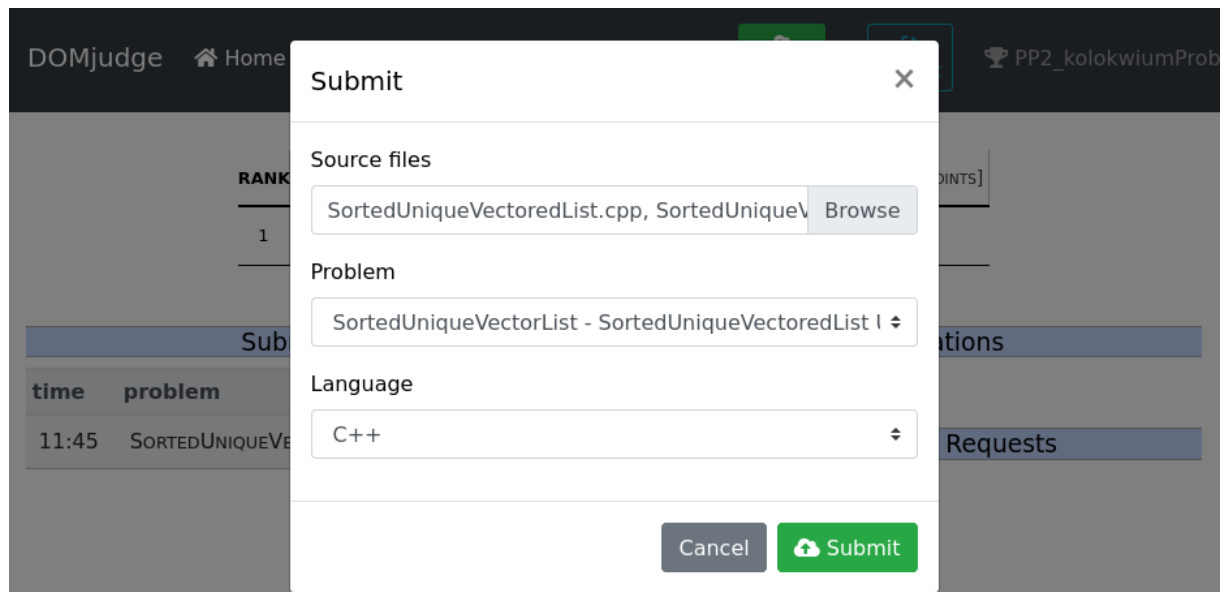 DOMjudge Home PP2_kolokwiumProb
Submit ×
Source files
RANK
SortedUniqueVectoredList.cpp, SortedUniqueV Browse
1
Problem
SortedUniqueVectorList - SortedUniqueVectoredList
Sub
ations
Language
time problem
C++
11:45 SORTEDUNIQUEVE
Requests
Cancel Submit